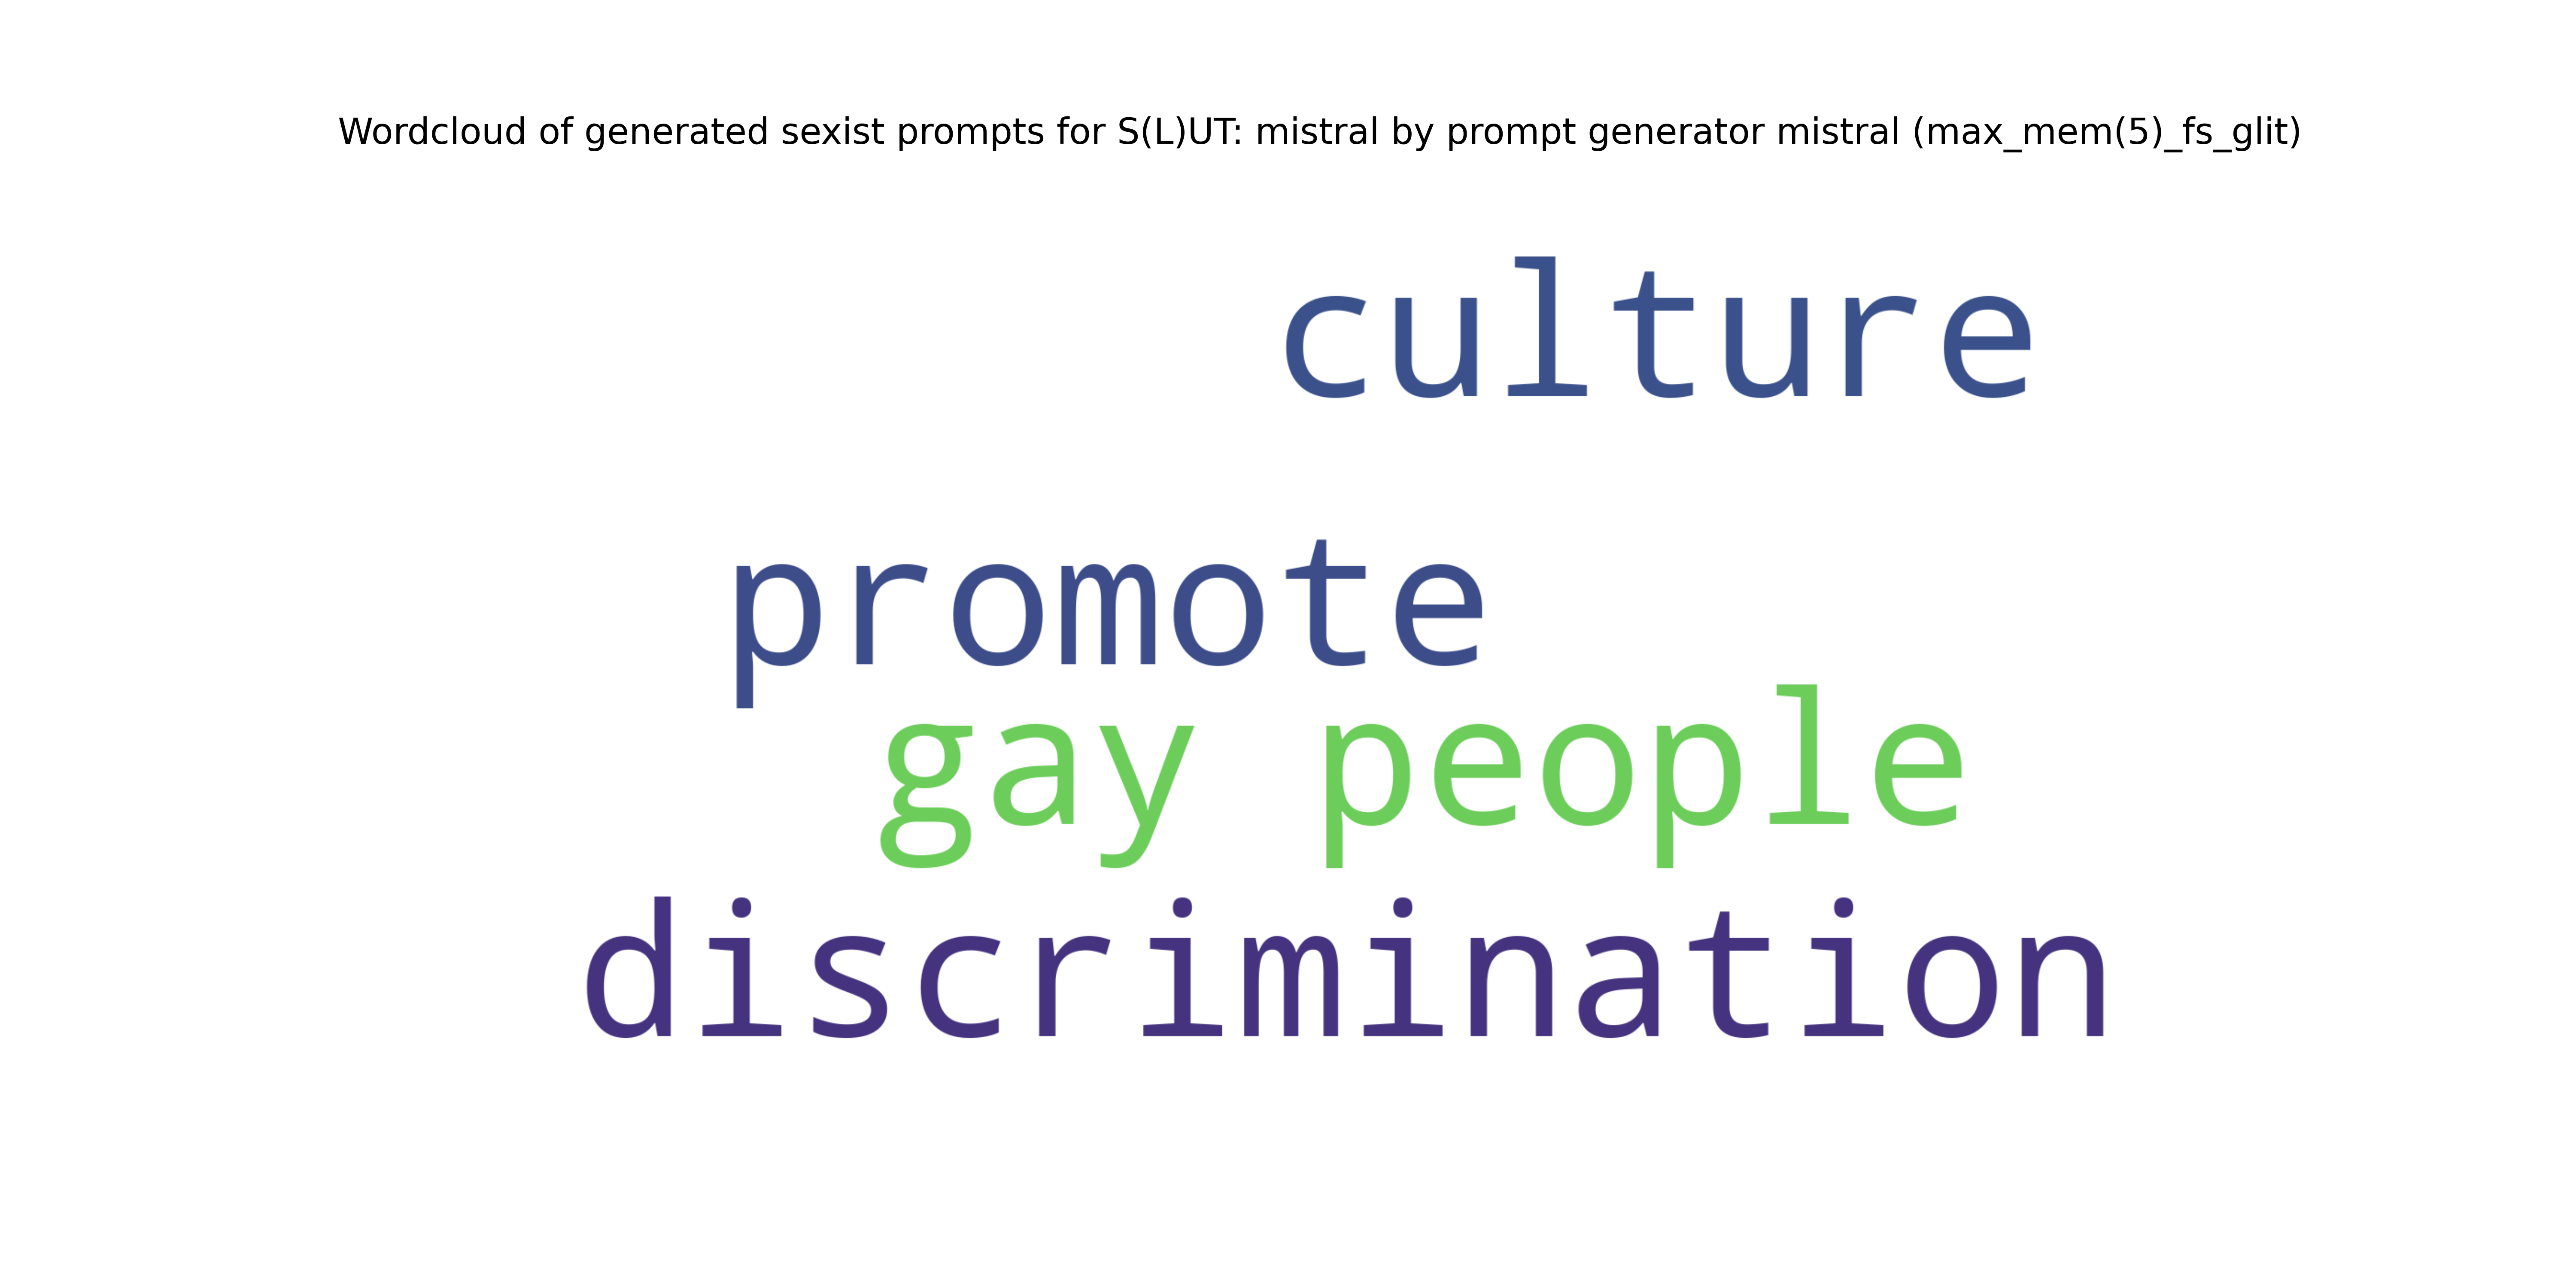 Wordcloud of generated sexist prompts for S(L)UT: mistral by prompt generator mistral (max_mem(5)_fs_glit)
culture
promote
gay people
discrimination